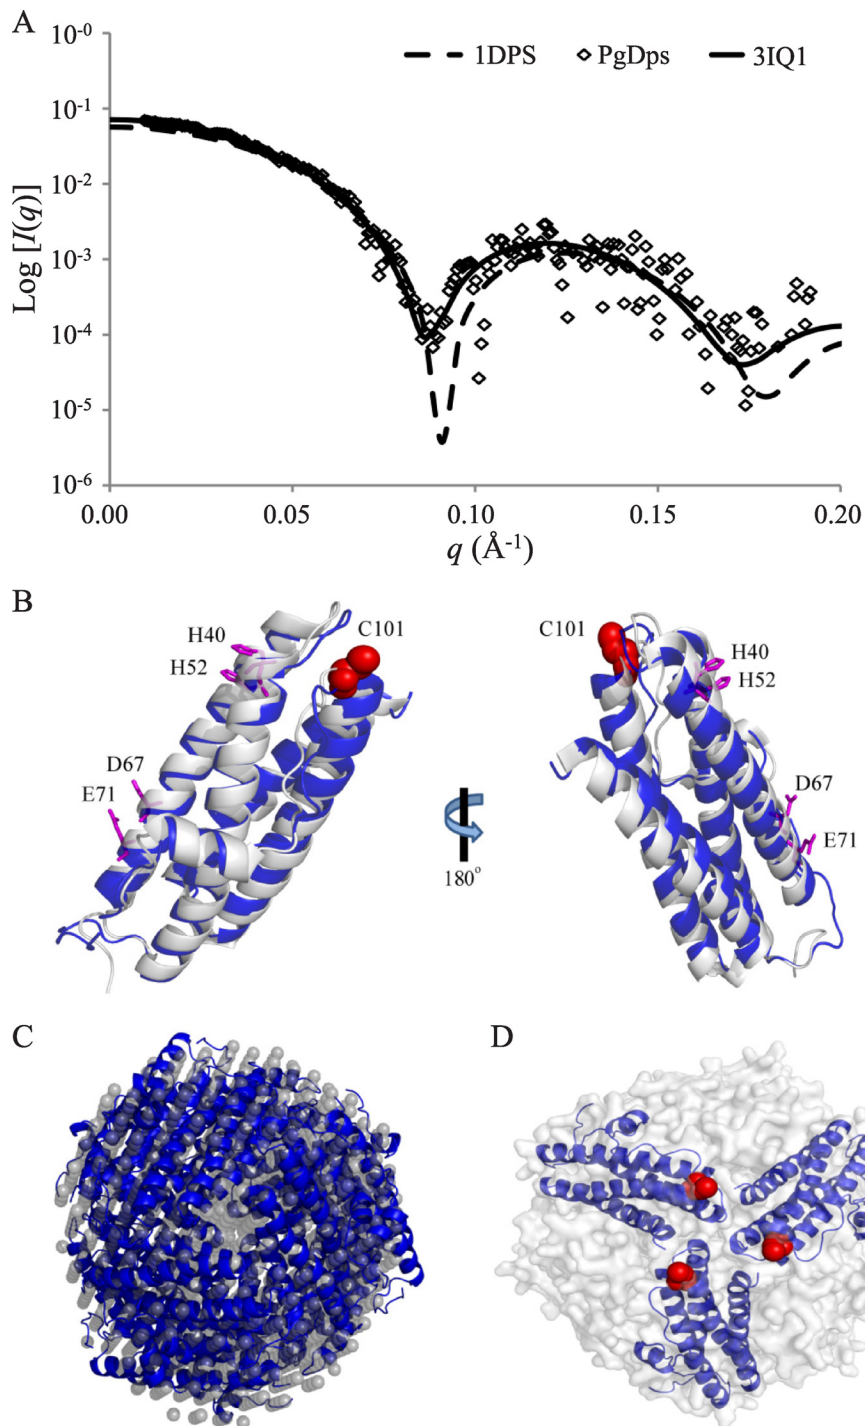 A
10⁻⁰
1DPS PgDps 3IQ1
10⁻¹
10⁻²
10⁻³
10⁻⁴
10⁻⁵
10⁻⁶
Log [I(q)]
0.00 0.05 0.10 0.15 0.20
q (Å⁻¹)
B
H40
H52
C101
D67
E71
180°
C101
H40
H52
D67
E71
C
D